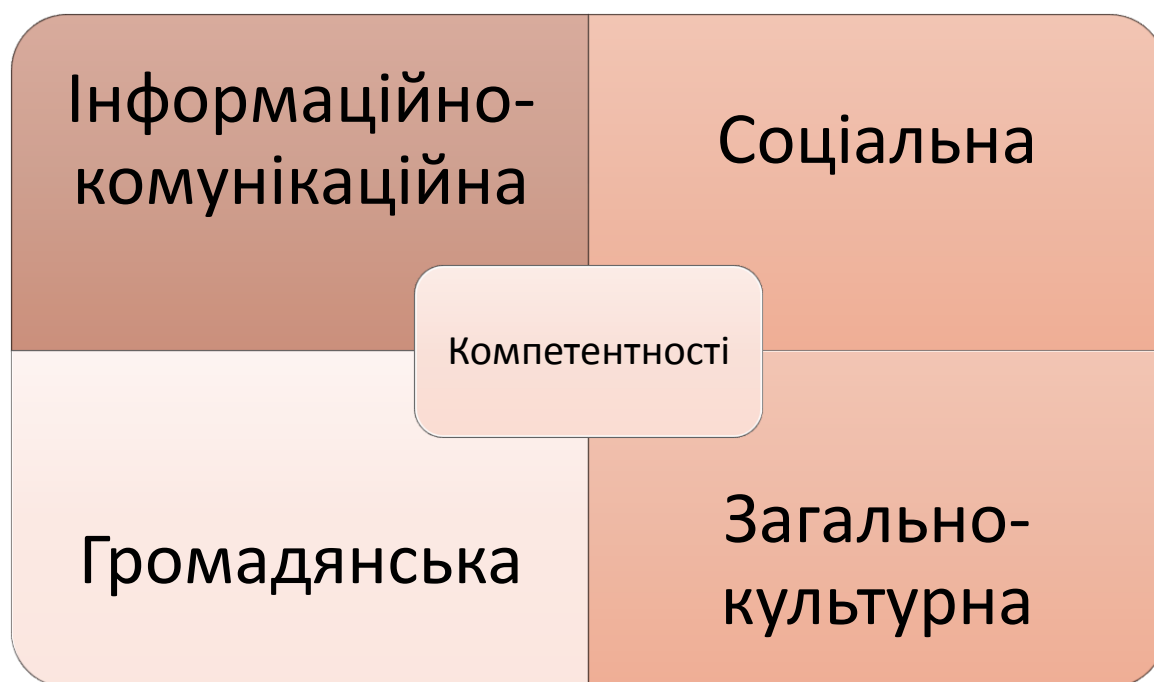 Інформаційно-
комунікаційна
Соціальна
Компетентності
Громадянська
Загально-
культурна